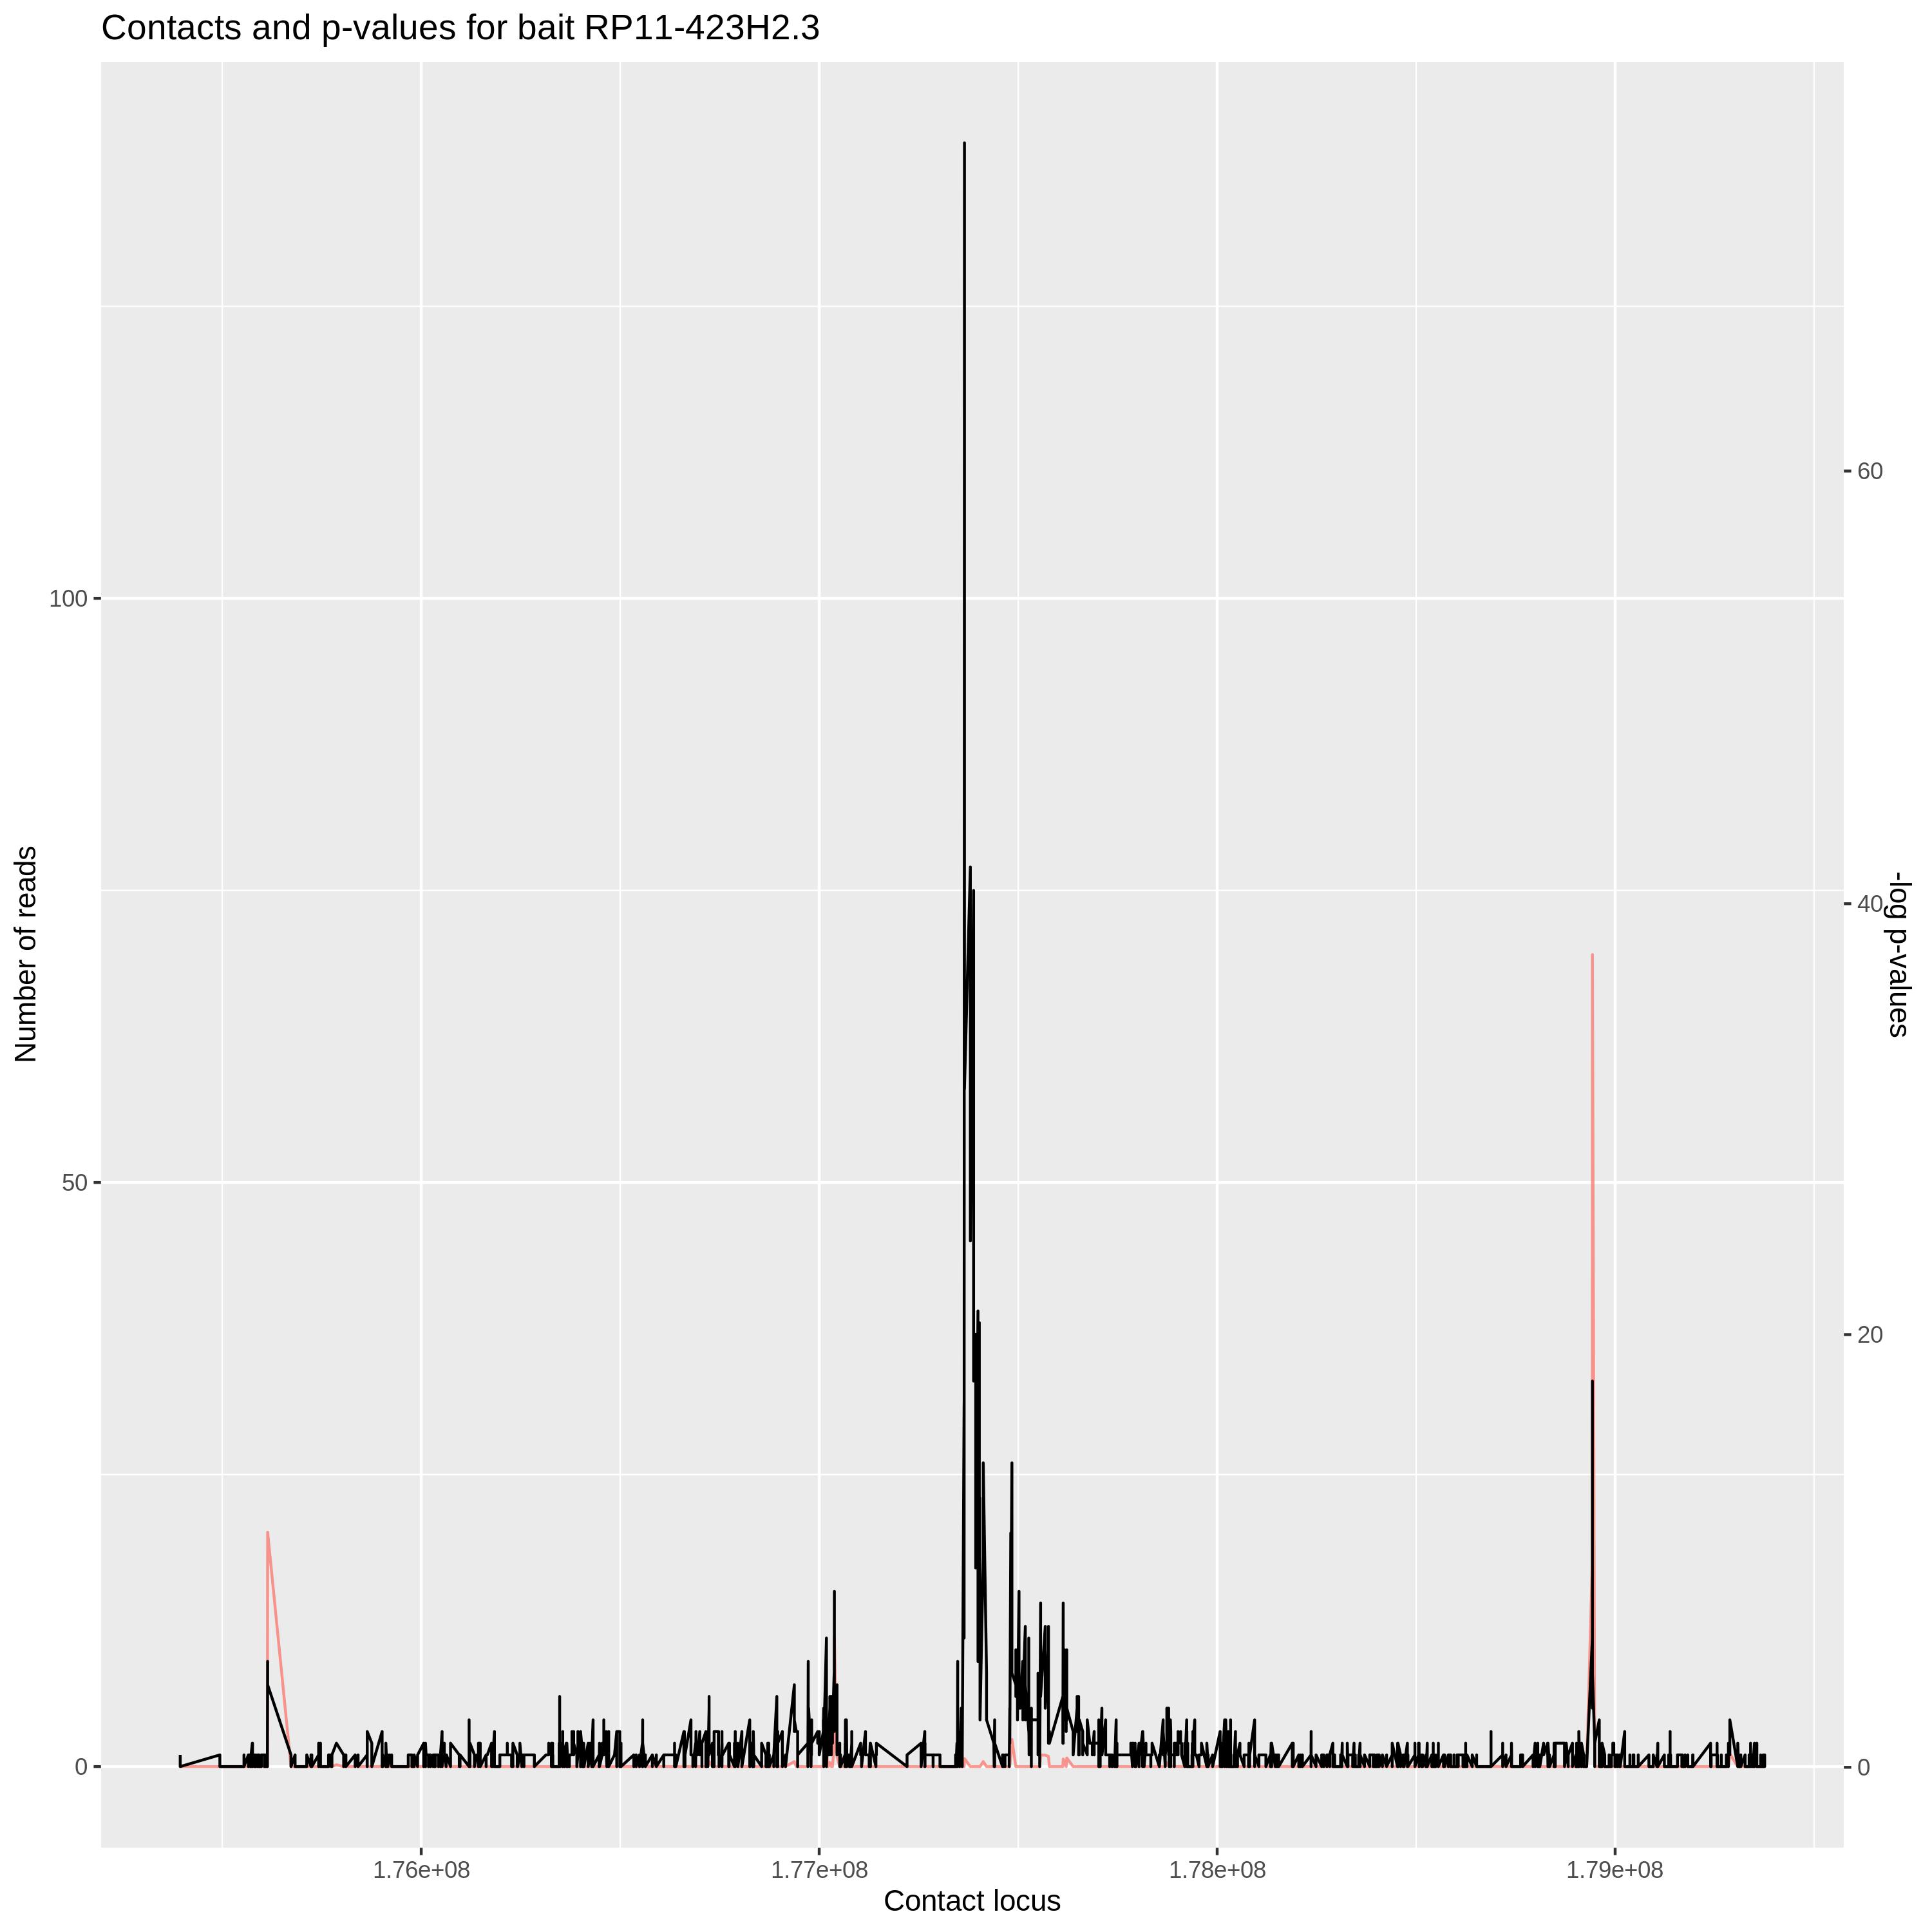 Contacts and p-values for bait RP11-423H2.3
Number of reads
100
50
0
60
40
20
0
-log p-values
1.76e+08
1.77e+08
1.78e+08
1.79e+08
Contact locus